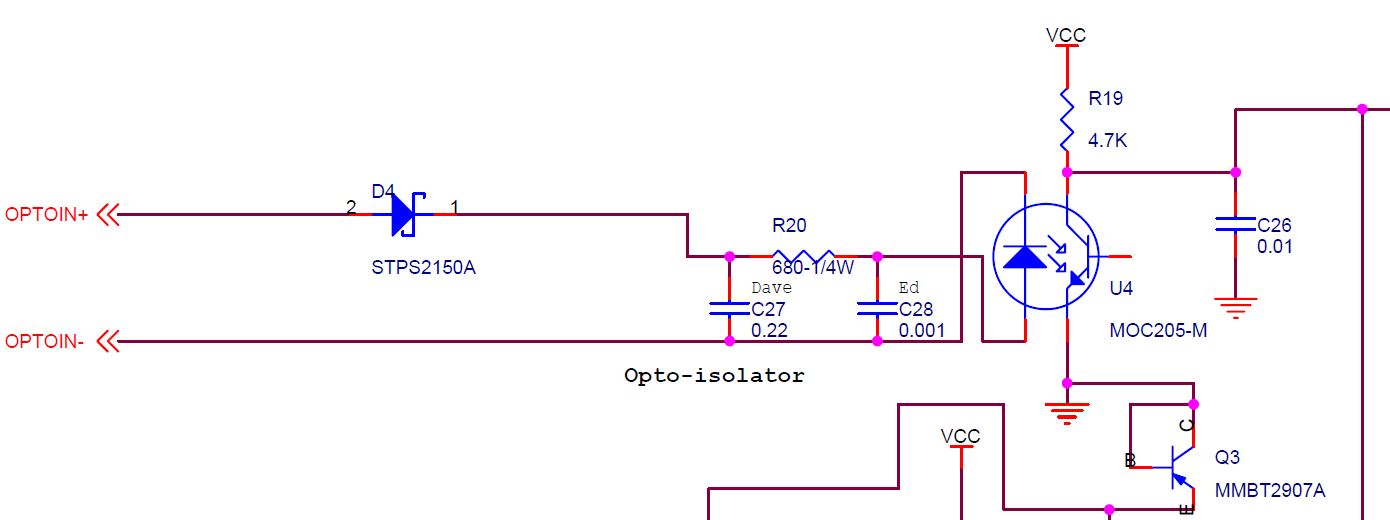 VCC
R19
4.7K
D4
OPTOIN+
2
1
STPS2150A
R20
680-1/4W
C26
0.01
Dave
Ed
C27
C28
0.22
0.001
U4
MOC205-M
OPTOIN-
Opto-isolator
VCC
C
B
Q3
MMBT2907A
E